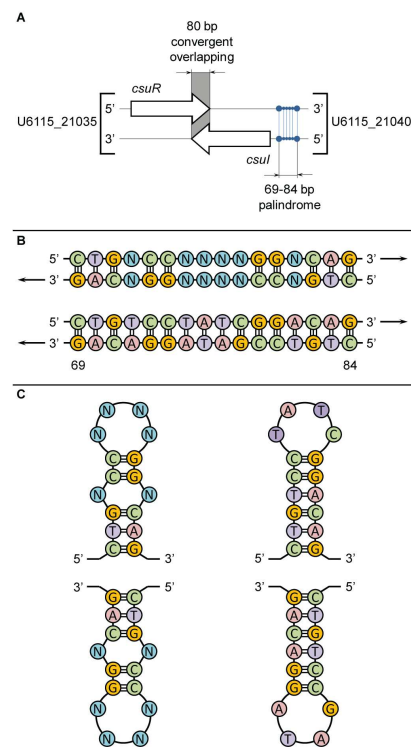 A
80 bp
convergent
overlapping
csuR
U6115_21035 5' 3' U6115_21040
3' 5'
csuI
69-84 bp
palindrome
B
5' C T G N C C N N N N G G N C A G 3'
3' G A C N G G N N N N C C N G T C 5'
5' C T G T C C T A T C G G A C A G 3'
3' G A C A G G A T A G C C T G T C 5'
69 84
C
N N A T
N N T C
C G C G
C G C G
N N T A
G C G C
T A T A
C G C G
5' 3' 5' 3'
3' 5' 3' 5'
G C G C
A T A T
C G C G
N N A T
G C G C
G C G C
N N A G
N N T A